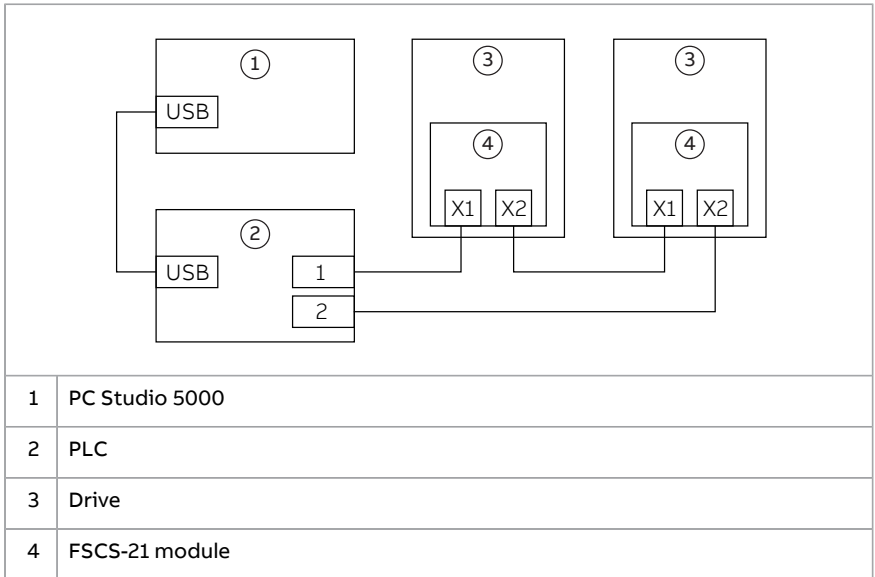 1
3
3
USB
4
4
X1 X2
X1 X2
2
USB
1
2
1 PC Studio 5000
2 PLC
3 Drive
4 FSCS-21 module